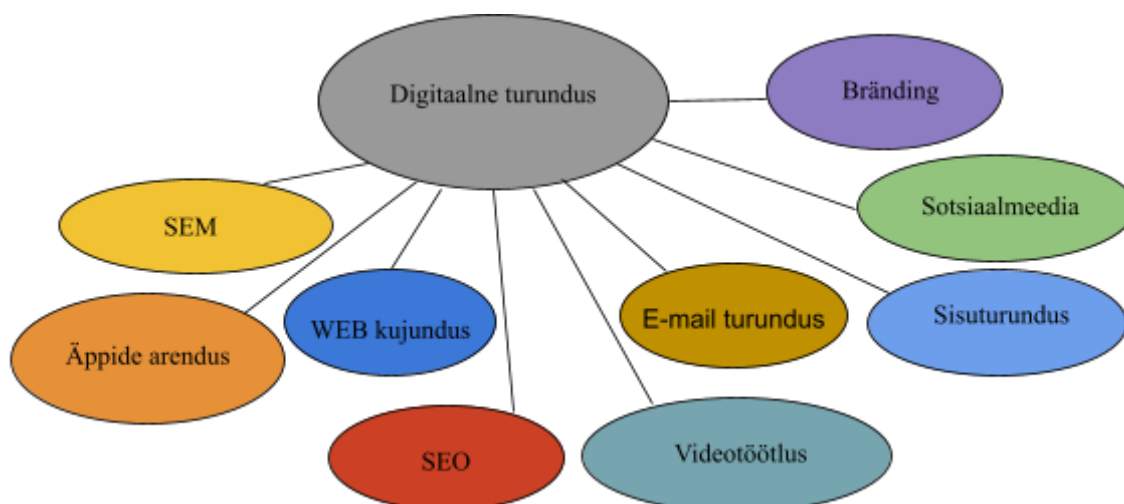 Digitaalne turundus
Bränding
Sotsiaalmeedia
SEM
Sisuturundus
E-mail turundus
WEB kujundus
Äppide arendus
SEO
Videotöötlus